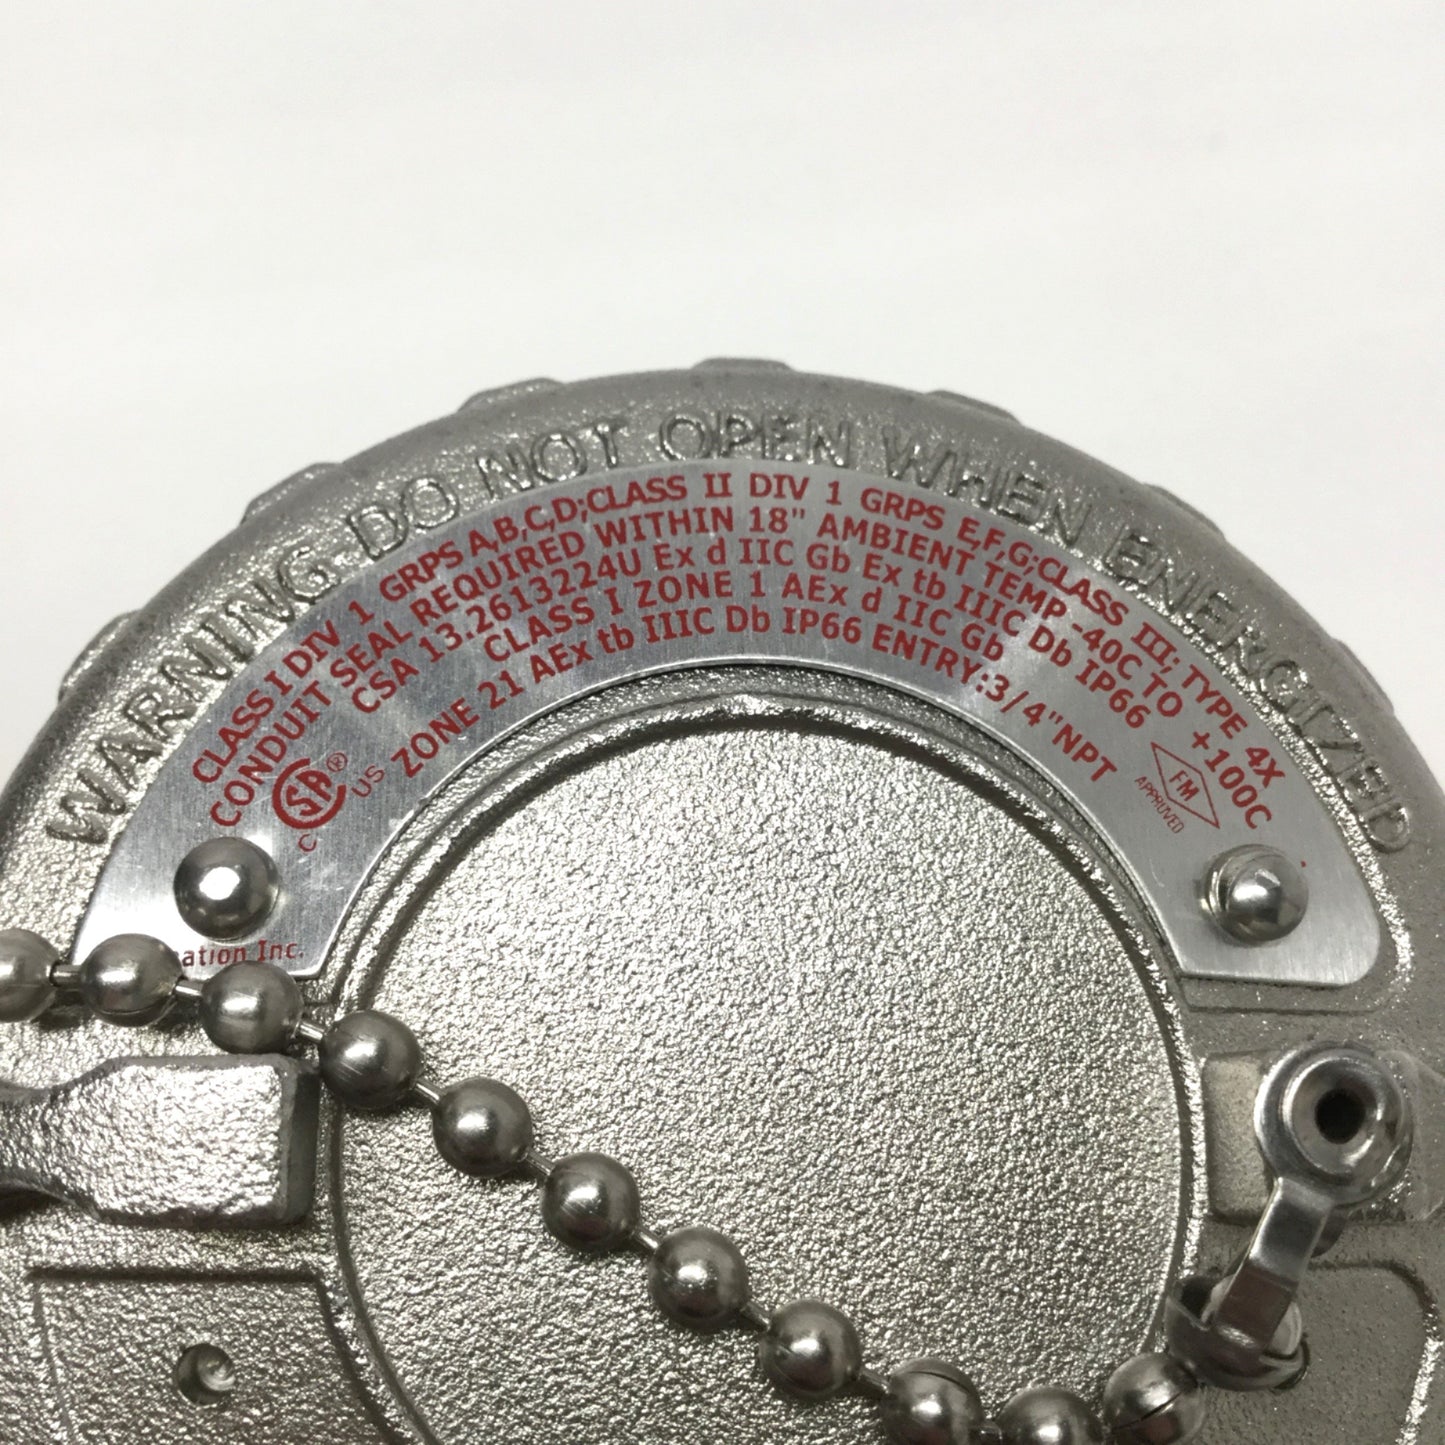 WARNING-DO NOT OPEN WHEN ENERGIZED
CLASS I DIV 1 GRPS A,B,C,D;CLASS II DIV 1 GRPS E,F,G;CLASS III; TYPE 4X
CONDUIT SEAL REQUIRED WITHIN 18" AMBIENT TEMP-40C TO +100C
CSA 13.2613224U Ex d IIC Gb Ex tb IIIC Db IP66
CLASS I ZONE 1 AEx d IIC Gb
ZONE 21 AEx tb IIIC Db IP66 ENTRY:3/4"NPT
C SA® US
FM
APPROVED
Inc.